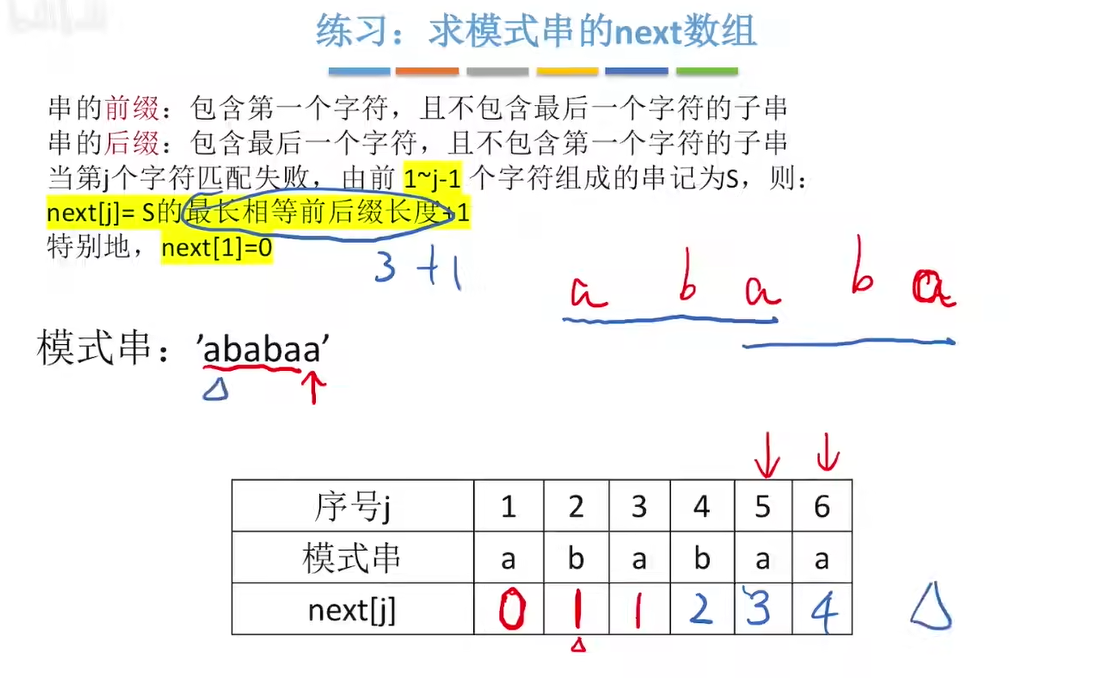 练习：求模式串的next数组
串的前缀：包含第一个字符，且不包含最后一个字符的子串
串的后缀：包含最后一个字符，且不包含第一个字符的子串
当第j个字符匹配失败，由前 1~j-1 个字符组成的串记为S，则：
next[j]= S的最长相等前后缀长度+1
特别地，next[1]=0
3 +1
a b a b a
模式串：’ababaa’
序号j 1 2 3 4 5 6
模式串 a b a b a a
next[j] 0 1 1 2 3 4